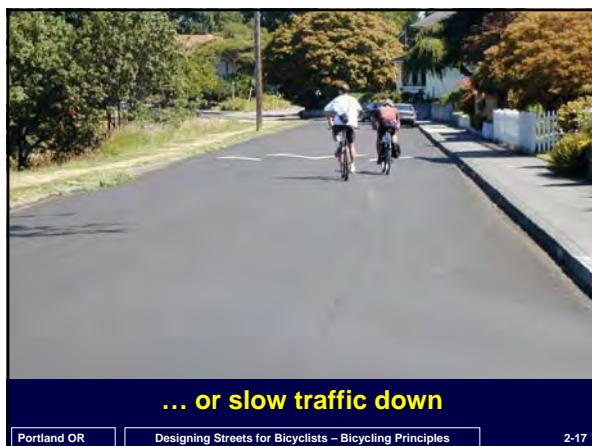 … or slow traffic down
Portland OR
Designing Streets for Bicyclists – Bicycling Principles
2-17